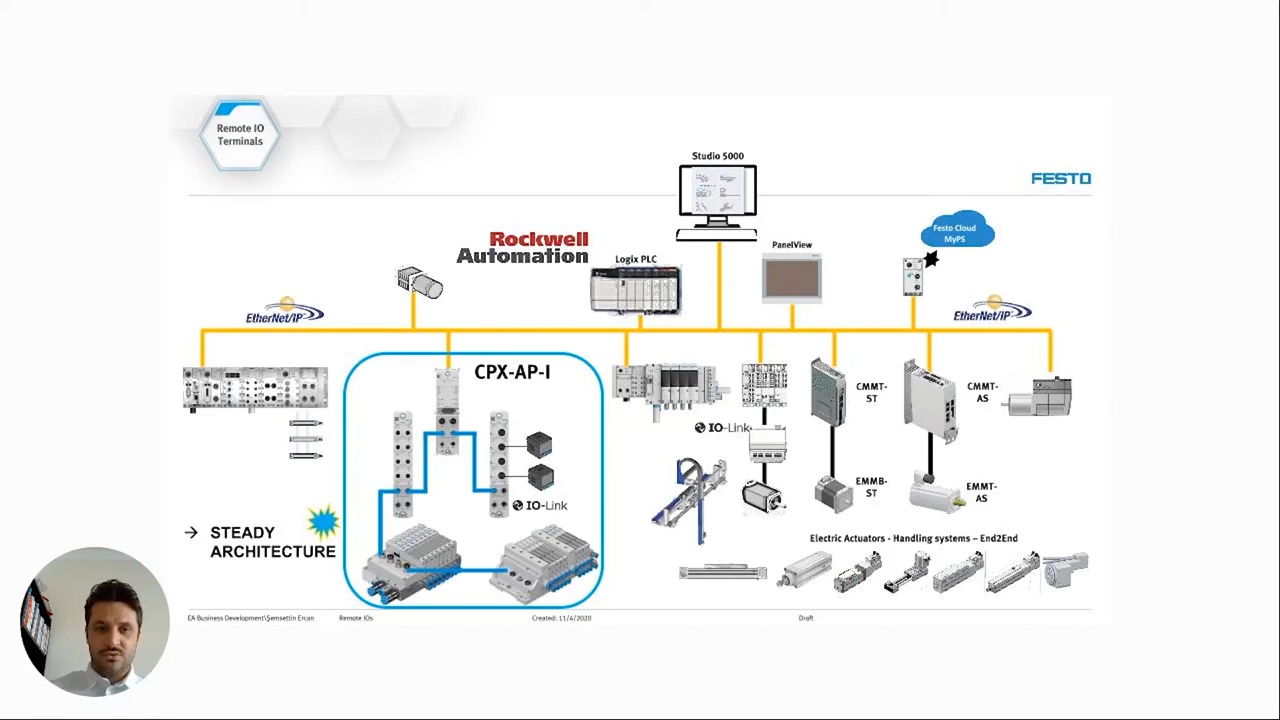 Remote IO
Terminals
Studio 5000
FESTO
Festo Cloud
MyPS
Rockwell
Automation
PanelView
Logix PLC
EtherNet/IP
EtherNet/IP
CPX-AP-I
CMMT-
ST
CMMT-
AS
IO-Link
EMMB-
ST
EMMT-
AS
IO-Link
→ STEADY
ARCHITECTURE
Electric Actuators - Handling systems – End2End
EA Business Development\Şemsettin Ercan
Remote IOs
Created: 11/4/2020
Draft